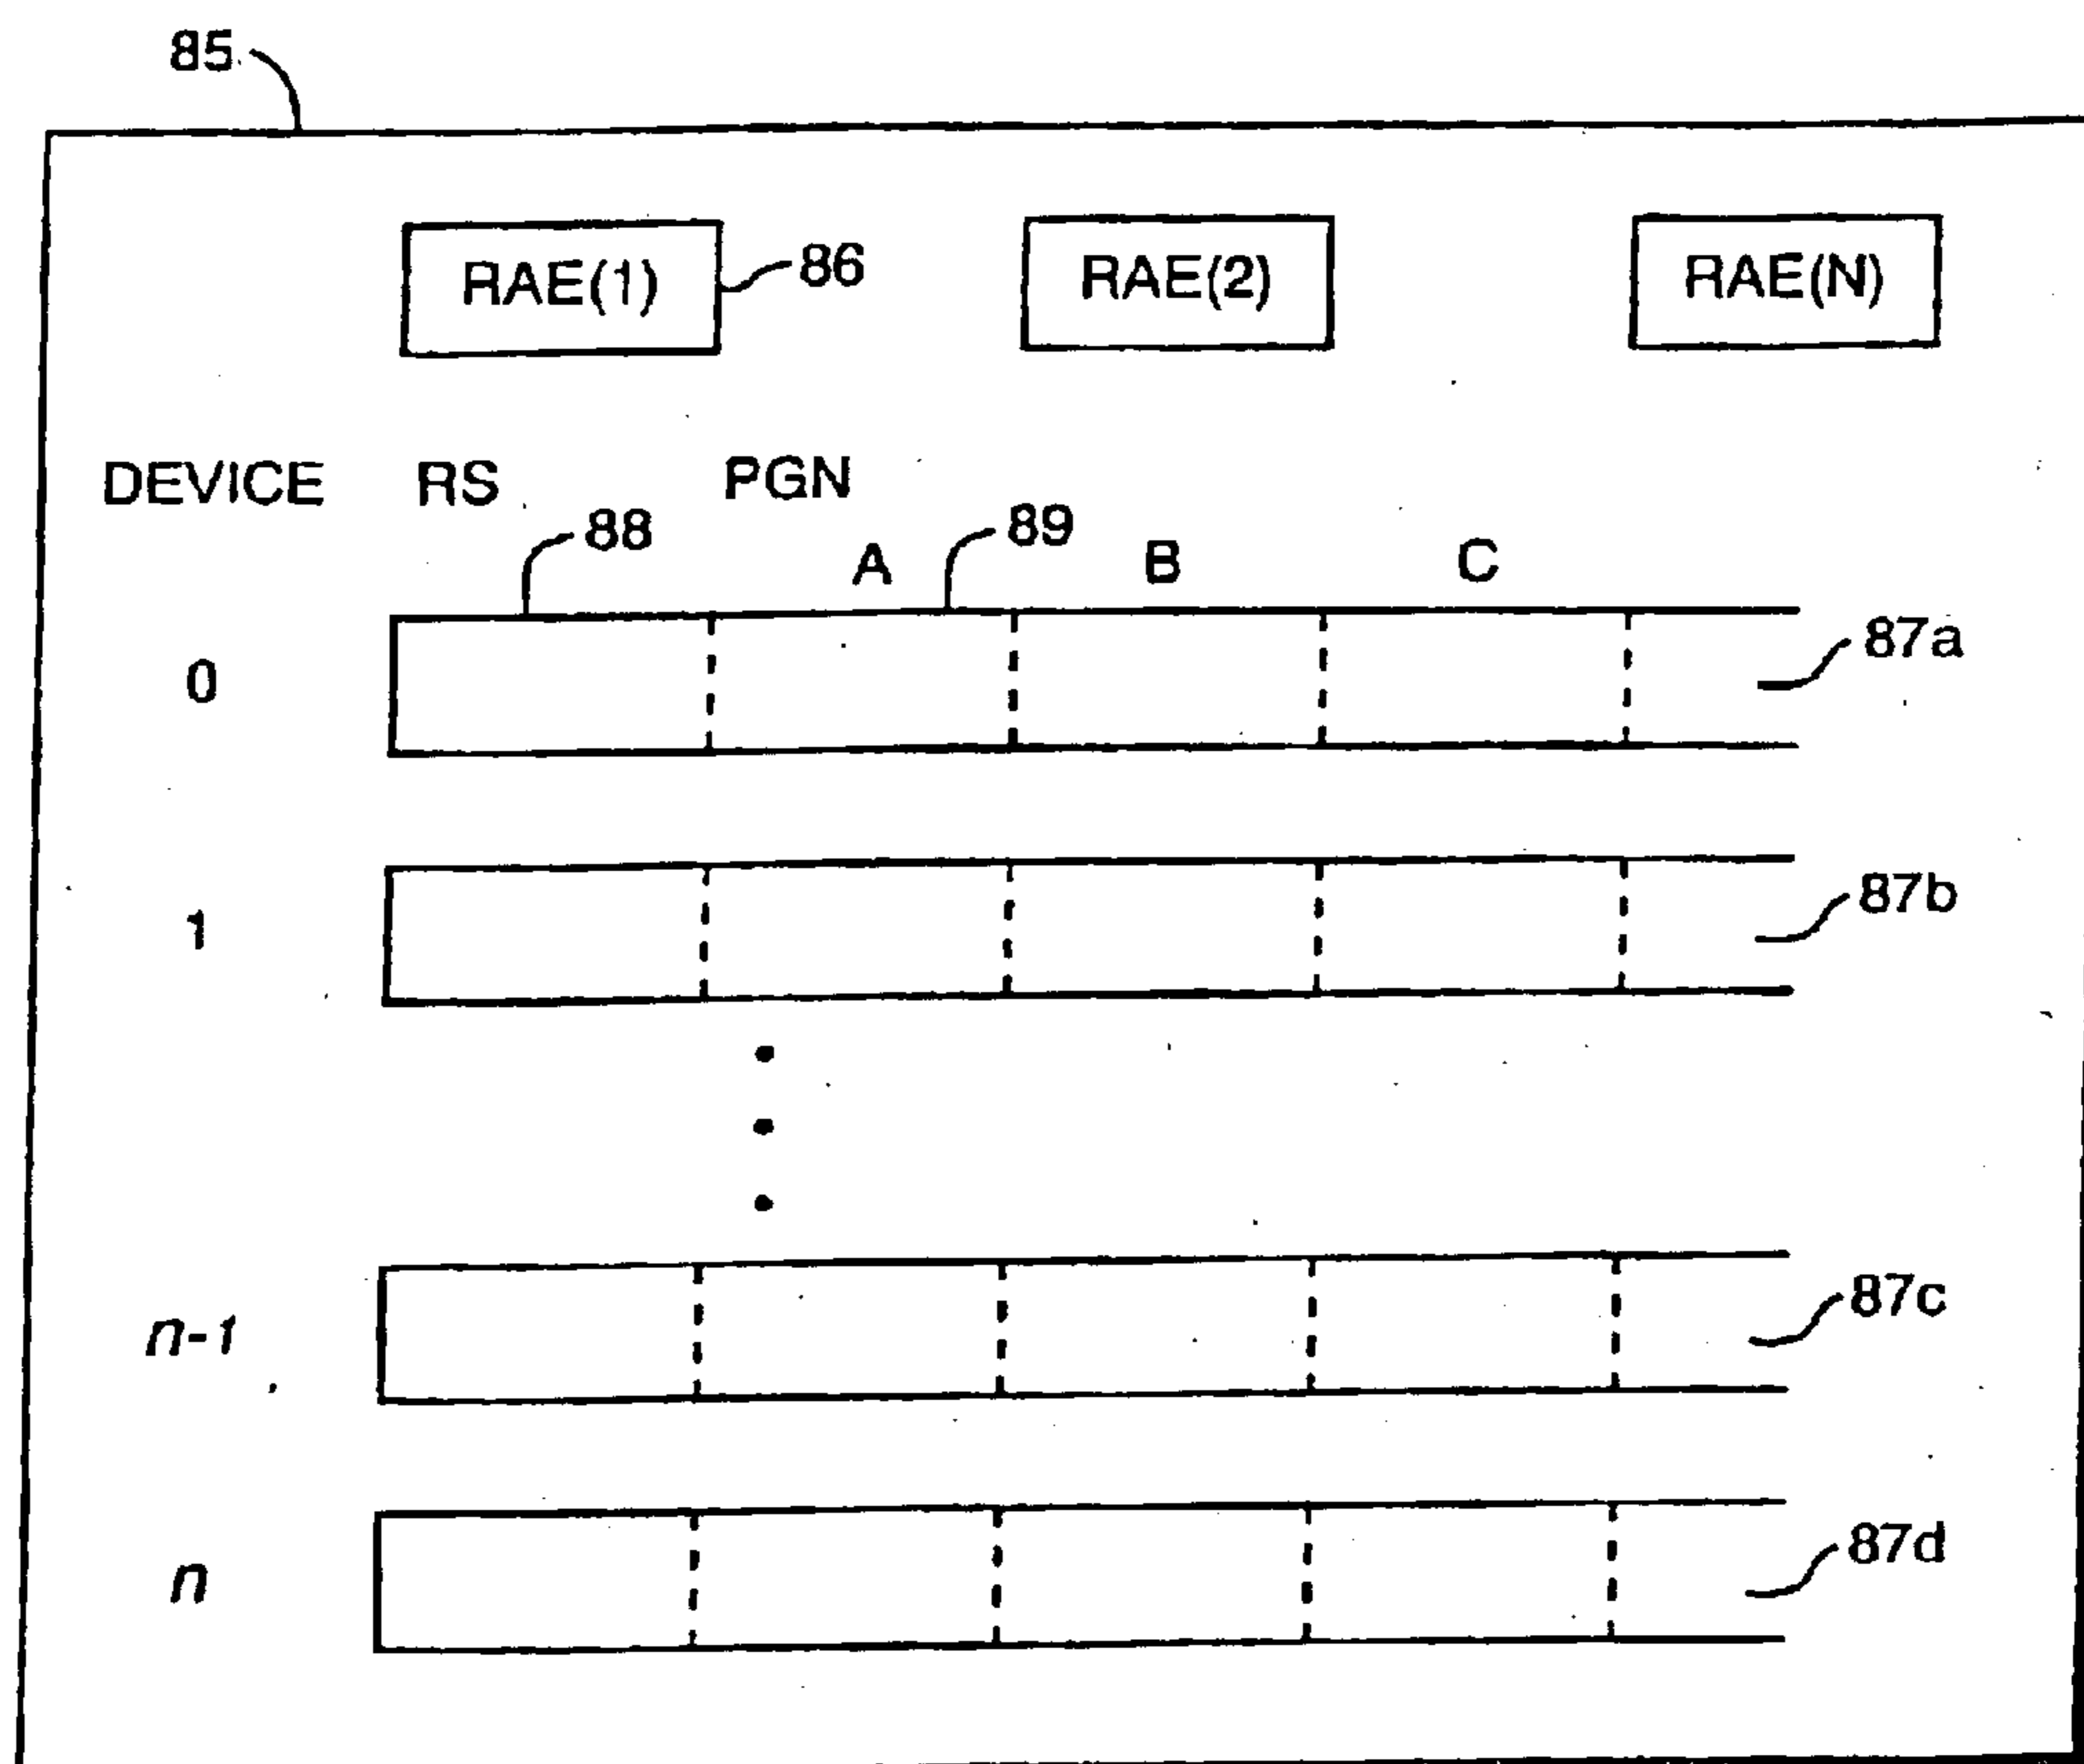 85
RAE(1) 86 RAE(2) RAE(N)
DEVICE RS PGN
88 A 89 B C
0 87a
1 87b
n-1 87c
n 87d